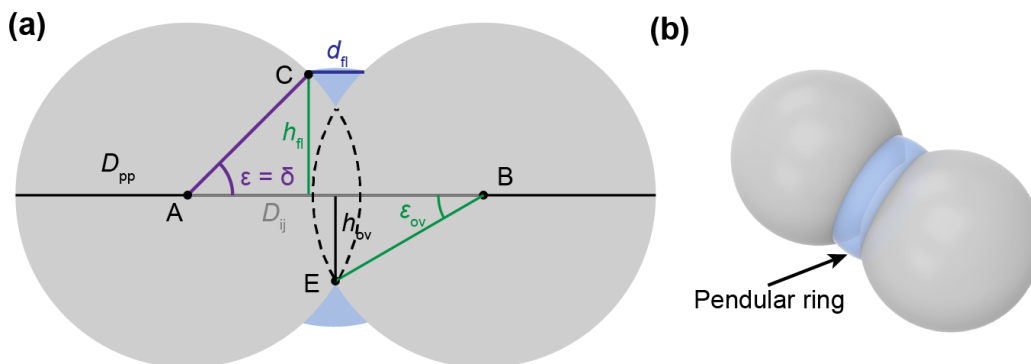 (a)
(b)
d_fl
C
h_fl
D_pp
ε = δ
B
A
D_ij
h_ov
ε_ov
E
Pendular ring